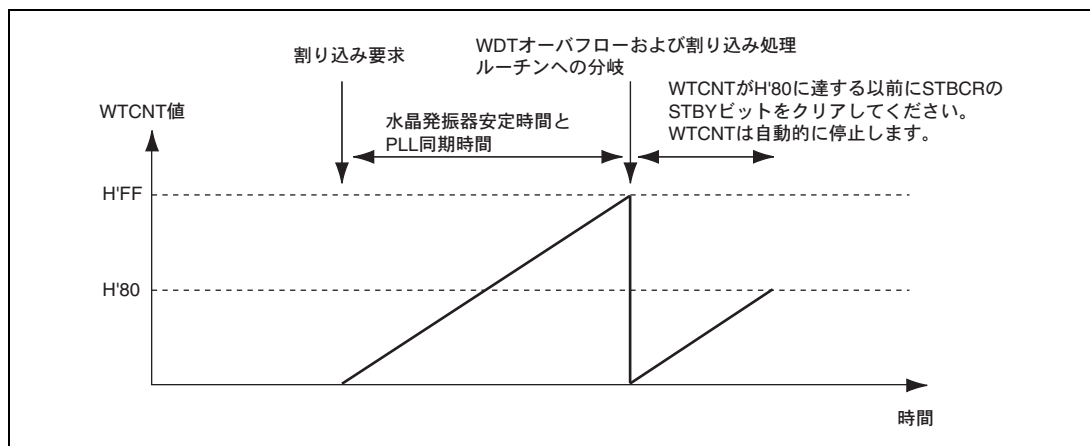 割り込み要求
WDTオーバフローおよび割り込み処理
ルーチンへの分岐
WTCNTがH'80に達する以前にSTBCRの
STBYビットをクリアしてください。
WTCNTは自動的に停止します。
WTCNT値
水晶発振器安定時間と
PLL同期時間
H'FF
H'80
時間